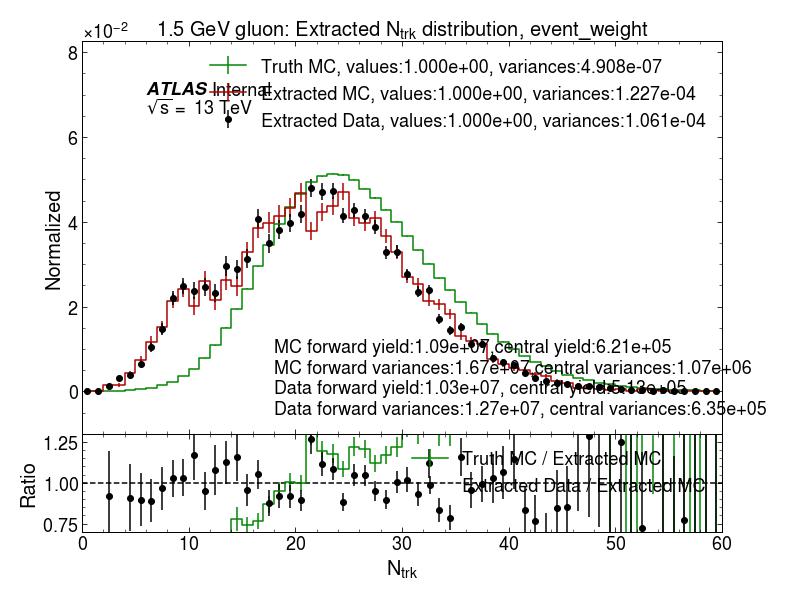 ×10⁻² 1.5 GeV gluon: Extracted N_trk distribution, event_weight
8
Truth MC, values:1.000e+00, variances:4.908e-07
ATLAS Internal
Extracted MC, values:1.000e+00, variances:1.227e-04
√s = 13 TeV
Extracted Data, values:1.000e+00, variances:1.061e-04
6
Normalized
4
2
MC forward yield:1.09e+07,central yield:6.21e+05
MC forward variances:1.67e+07,central variances:1.07e+06
Data forward yield:1.03e+07, central yield:5.12e+05
0
Data forward variances:1.27e+07, central variances:6.35e+05
1.25
Truth MC / Extracted MC
Ratio
1.00
Extracted Data / Extracted MC
0.75
0 10 20 30 40 50 60
N_trk